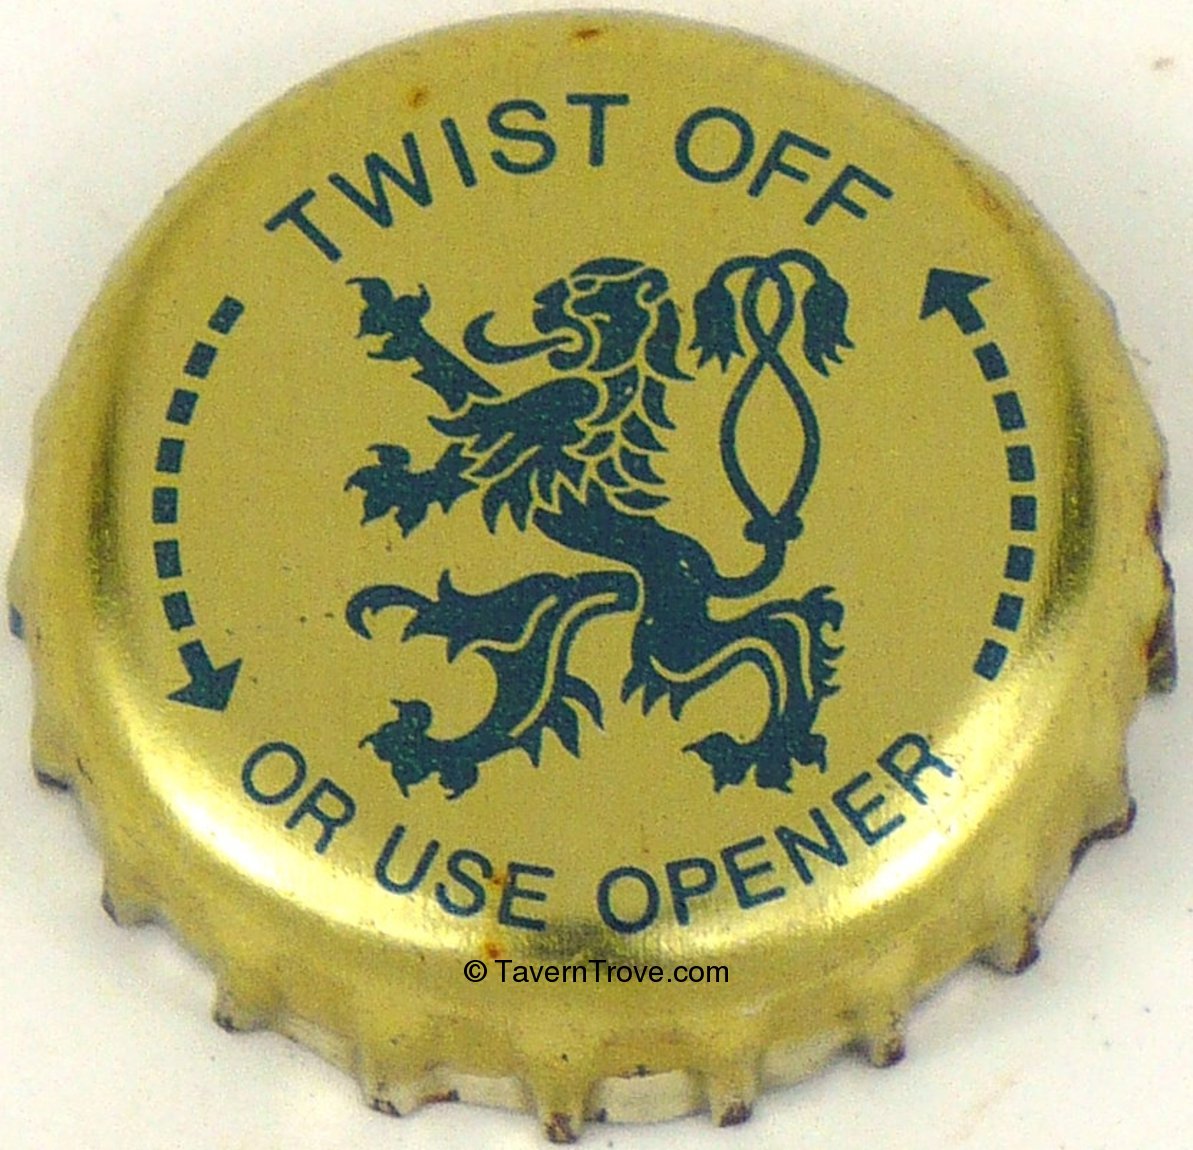 TWIST OFF
OR USE OPENER
© TavernTrove.com